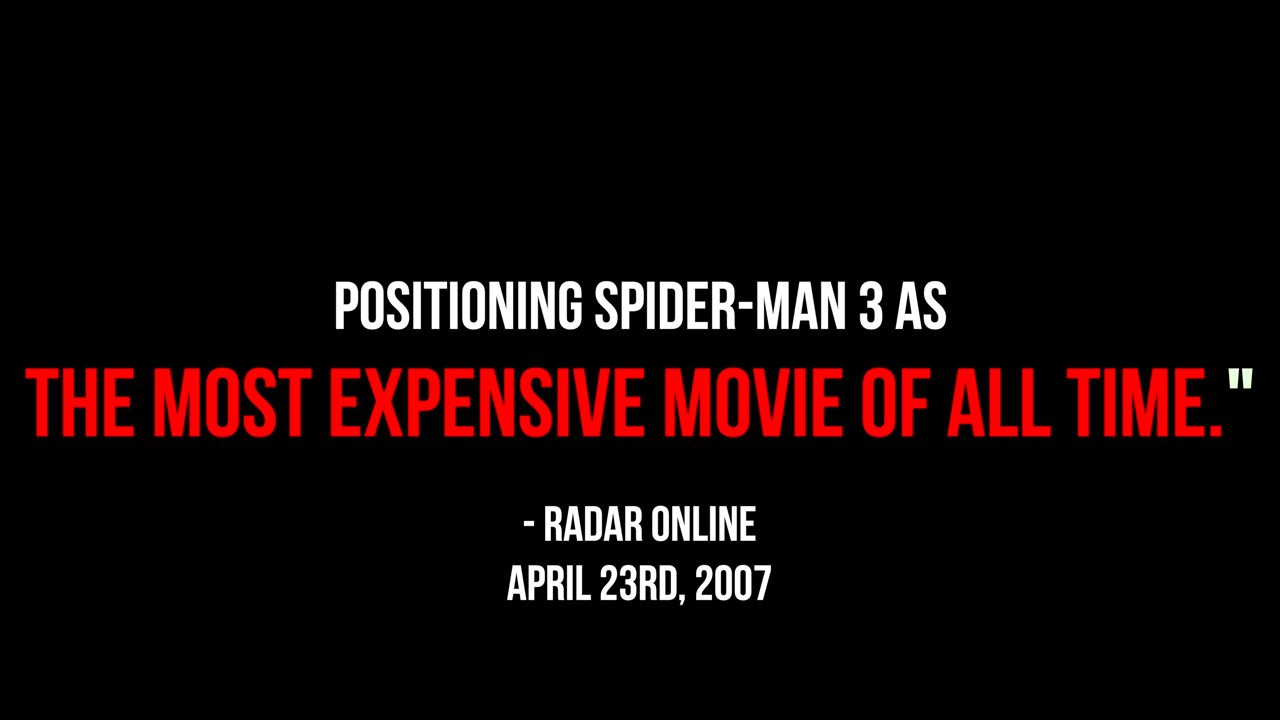 POSITIONING SPIDER-MAN 3 AS
THE MOST EXPENSIVE MOVIE OF ALL TIME."
- RADAR ONLINE
APRIL 23RD, 2007